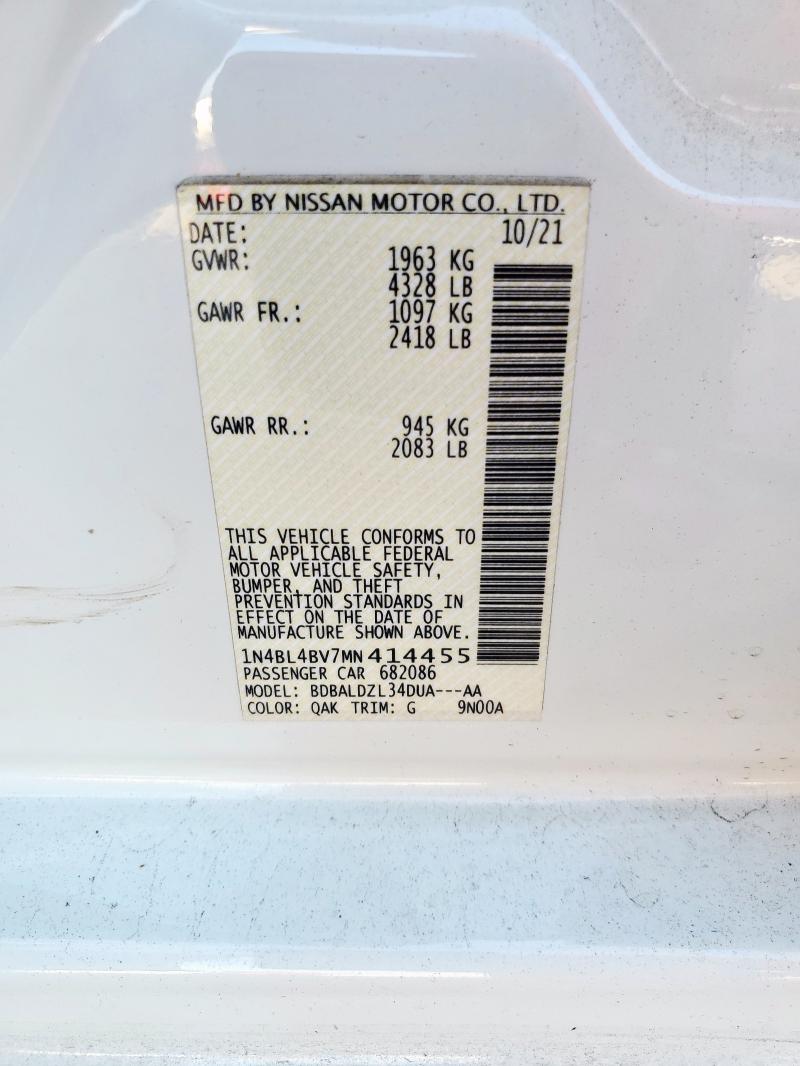 MFD BY NISSAN MOTOR CO., LTD.
DATE: 10/21
GVWR: 1963 KG
4328 LB
GAWR FR.: 1097 KG
2418 LB
GAWR RR.: 945 KG
2083 LB
THIS VEHICLE CONFORMS TO
ALL APPLICABLE FEDERAL
MOTOR VEHICLE SAFETY,
BUMPER, AND THEFT
PREVENTION STANDARDS IN
EFFECT ON THE DATE OF
MANUFACTURE SHOWN ABOVE.
1N4BL4BV7MN414455
PASSENGER CAR 682086
MODEL: BDBALDZL34DUA---AA
COLOR: QAK TRIM: G 9N00A